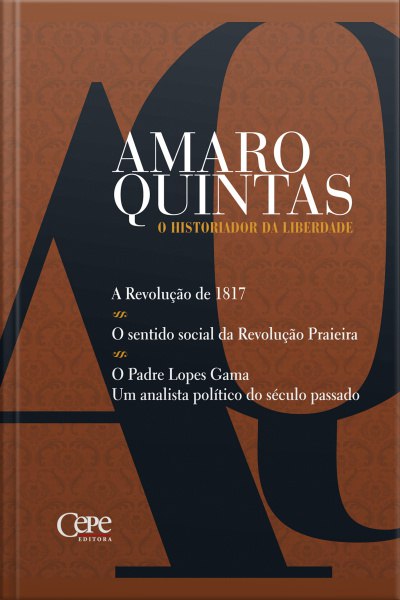 AMARO
QUINTAS
O HISTORIADOR DA LIBERDADE
A Revolução de 1817
O sentido social da Revolução Praieira
O Padre Lopes Gama
Um analista político do século passado
Cepe
EDITORA